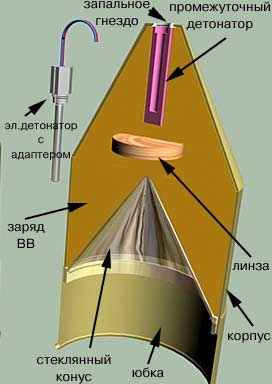 запальное
гнездо
промежуточный
детонатор
эл.детонатор
с
адаптером
заряд
ВВ
линза
корпус
стеклянный
конус
юбка